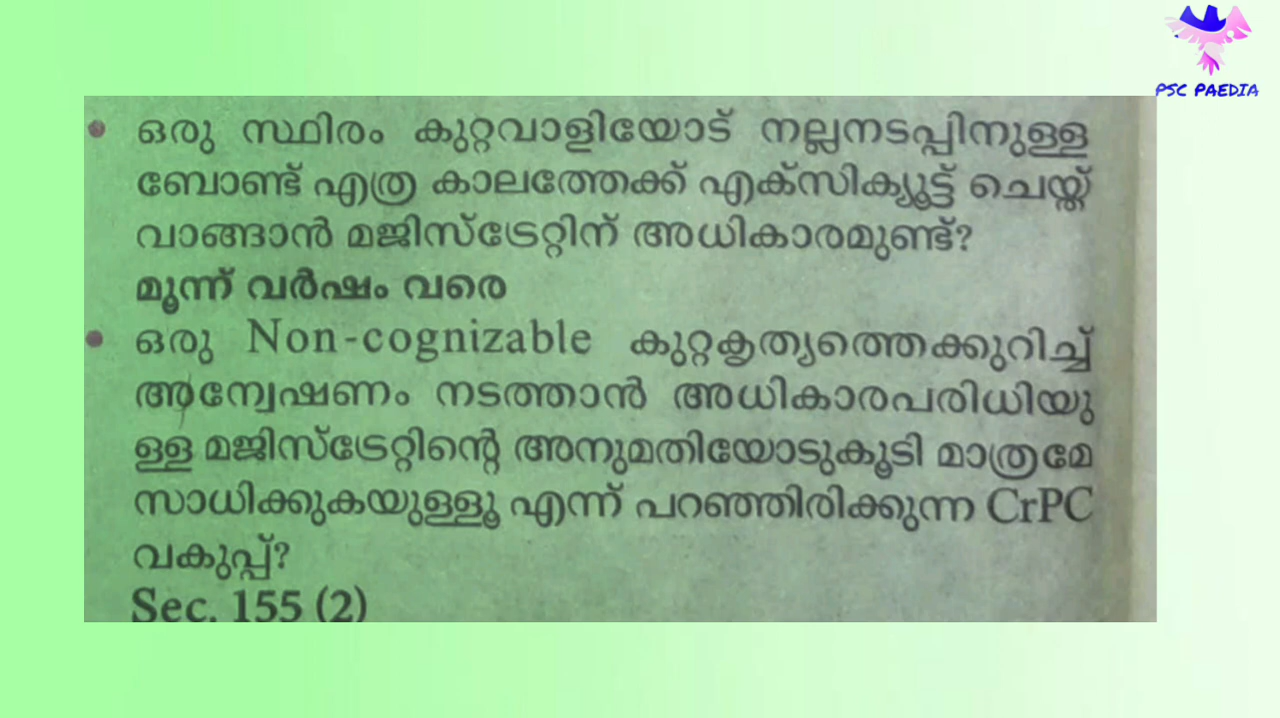 PSC PAEDIA
• ഒരു സ്ഥിരം കുറ്റവാളിയോട് നല്ലനടപ്പിനുള്ള
ബോണ്ട് എത്ര കാലത്തേക്ക് എക്സിക്യൂട്ട് ചെയ്ത്
വാങ്ങാൻ മജിസ്ട്രേറ്റിന് അധികാരമുണ്ട്?
മൂന്ന് വർഷം വരെ
• ഒരു Non-cognizable കുറ്റകൃത്യത്തെക്കുറിച്ച്
അന്വേഷണം നടത്താൻ അധികാരപരിധിയു
ള്ള മജിസ്ട്രേറ്റിന്റെ അനുമതിയോടുകൂടി മാത്രമേ
സാധിക്കുകയുള്ളൂ എന്ന് പറഞ്ഞിരിക്കുന്ന CrPC
വകുപ്പ്?
Sec. 155 (2)